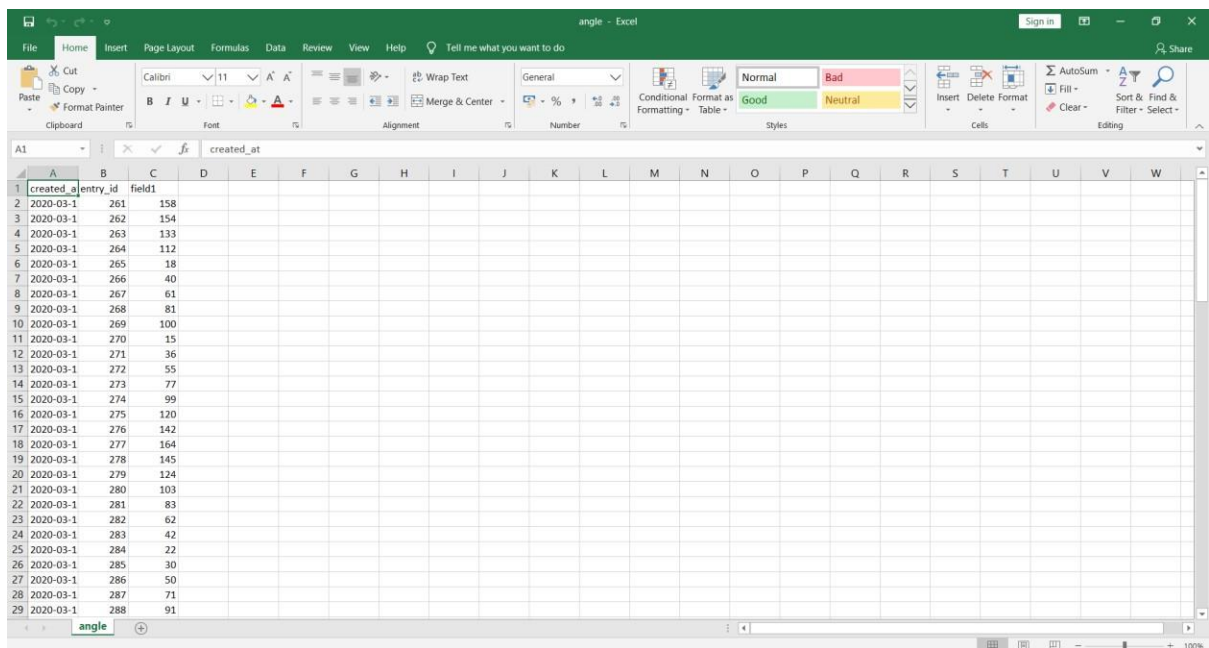 angle - Excel
Sign in
File Home Insert Page Layout Formulas Data Review View Help Tell me what you want to do
Share
Paste
Cut
Copy
Format Painter
Clipboard
Calibri 11
B I U
Font
Wrap Text
Merge & Center
Alignment
General
% ,
Number
Conditional Formatting
Format as Table
Normal Bad
Good Neutral
Styles
Insert Delete Format
Cells
AutoSum
Fill
Clear
Sort & Filter
Find & Select
Editing
A1 fx created_at
A B C D E F G H I J K L M N O P Q R S T U V W
1 created_a entry_id field1
2 2020-03-1 261 158
3 2020-03-1 262 154
4 2020-03-1 263 133
5 2020-03-1 264 112
6 2020-03-1 265 18
7 2020-03-1 266 40
8 2020-03-1 267 61
9 2020-03-1 268 81
10 2020-03-1 269 100
11 2020-03-1 270 15
12 2020-03-1 271 36
13 2020-03-1 272 55
14 2020-03-1 273 77
15 2020-03-1 274 99
16 2020-03-1 275 120
17 2020-03-1 276 142
18 2020-03-1 277 164
19 2020-03-1 278 145
20 2020-03-1 279 124
21 2020-03-1 280 103
22 2020-03-1 281 83
23 2020-03-1 282 62
24 2020-03-1 283 42
25 2020-03-1 284 22
26 2020-03-1 285 30
27 2020-03-1 286 50
28 2020-03-1 287 71
29 2020-03-1 288 91
angle
100%